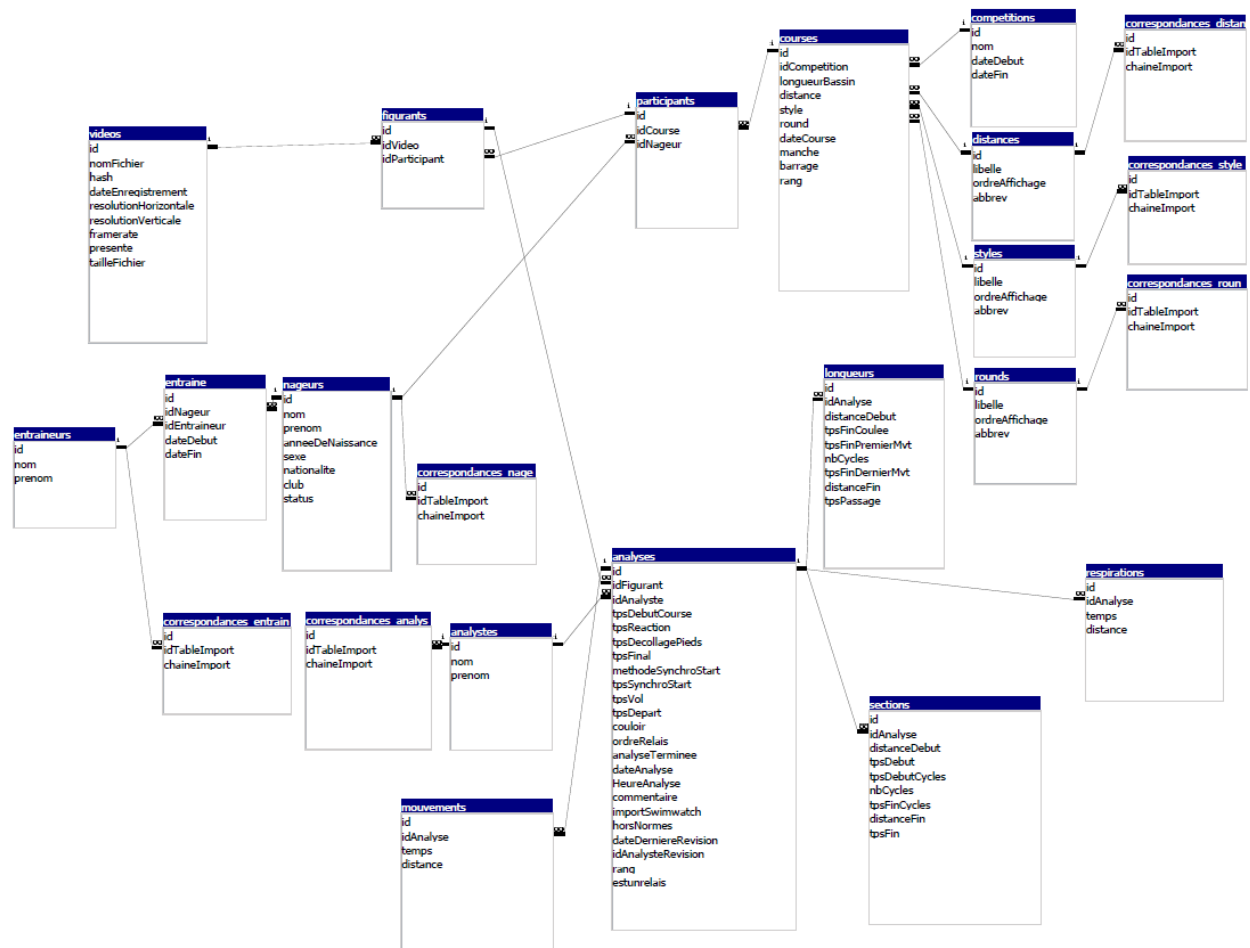 competitions
id
nom
dateDebut
dateFin
correspondances_distan
id
idTableImport
chaineImport
courses
id
idCompetition
longueurBassin
distance
style
round
dateCourse
manche
barrage
rang
participants
id
idCourse
idNageur
figurants
id
idVideo
idParticipant
videos
id
nomFichier
hash
dateEnregistrement
resolutionHorizontale
resolutionVerticale
framerate
presente
tailleFichier
distances
id
libelle
ordreAffichage
abbrev
correspondances_style
id
idTableImport
chaineImport
styles
id
libelle
ordreAffichage
abbrev
correspondances_roun
id
idTableImport
chaineImport
rounds
id
libelle
ordreAffichage
abbrev
longueurs
id
idAnalyse
distanceDebut
tpsFinCoulee
tpsFinPremierMvt
nbCycles
tpsFinDernierMvt
distanceFin
tpsPassage
entraine
id
idNageur
idEntraineur
dateDebut
dateFin
nageurs
id
nom
prenom
anneeDeNaissance
sexe
nationalite
club
status
entraineurs
id
nom
prenom
correspondances_nage
id
idTableImport
chaineImport
analyses
id
idFigurant
idAnalyste
tpsDebutCourse
tpsReaction
tpsDecollagePieds
tpsFinal
methodeSynchroStart
tpsSynchroStart
tpsVol
tpsDepart
couloir
ordreRelais
analyseTerminee
dateAnalyse
HeureAnalyse
commentaire
importSwimwatch
horsNormes
dateDerniereRevision
idAnalysteRevision
rang
estunrelais
respirations
id
idAnalyse
temps
distance
correspondances_entrain
id
idTableImport
chaineImport
correspondances_analys
id
idTableImport
chaineImport
analystes
id
nom
prenom
sections
id
idAnalyse
distanceDebut
tpsDebut
tpsDebutCycles
nbCycles
tpsFinCycles
distanceFin
tpsFin
mouvements
id
idAnalyse
temps
distance